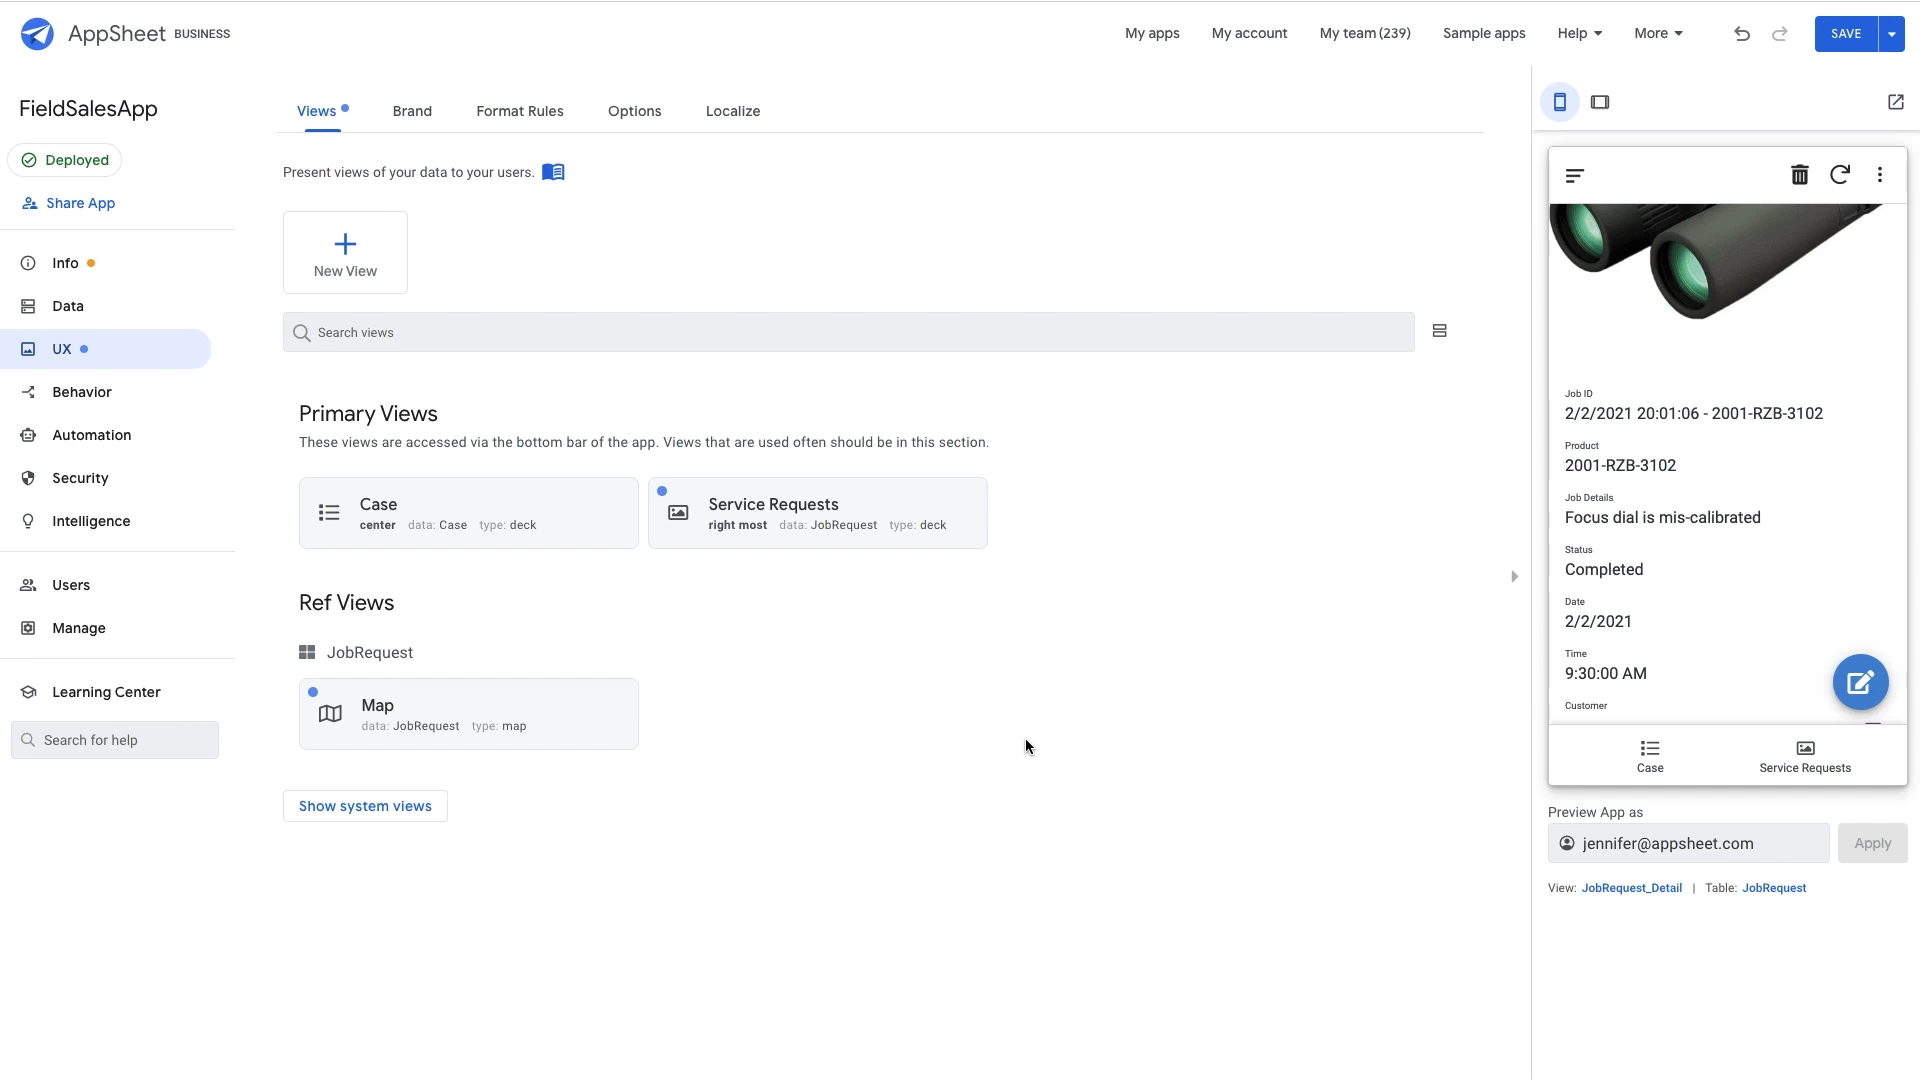 AppSheet BUSINESS
My apps
My account
My team (239)
Sample apps
Help
More
SAVE
FieldSalesApp
Deployed
Share App
Info
Data
UX
Behavior
Automation
Security
Intelligence
Users
Manage
Learning Center
Search for help
Views
Brand
Format Rules
Options
Localize
Present views of your data to your users.
New View
Search views
Primary Views
These views are accessed via the bottom bar of the app. Views that are used often should be in this section.
Case
center data: Case type: deck
Service Requests
right most data: JobRequest type: deck
Ref Views
JobRequest
Map
data: JobRequest type: map
Show system views
Job ID
2/2/2021 20:01:06 - 2001-RZB-3102
Product
2001-RZB-3102
Job Details
Focus dial is mis-calibrated
Status
Completed
Date
2/2/2021
Time
9:30:00 AM
Customer
Case
Service Requests
Preview App as
jennifer@appsheet.com
Apply
View: JobRequest_Detail | Table: JobRequest